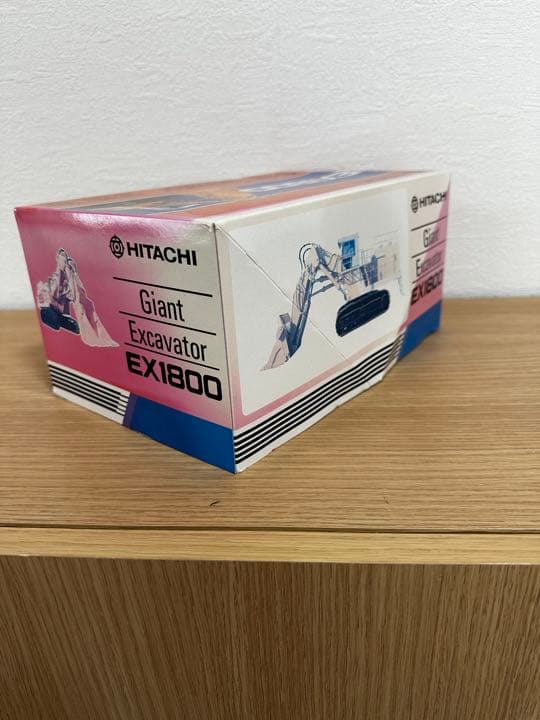 HITACHI
Giant
Excavator
EX1800
HITACHI
Giant
Excavator
EX1800